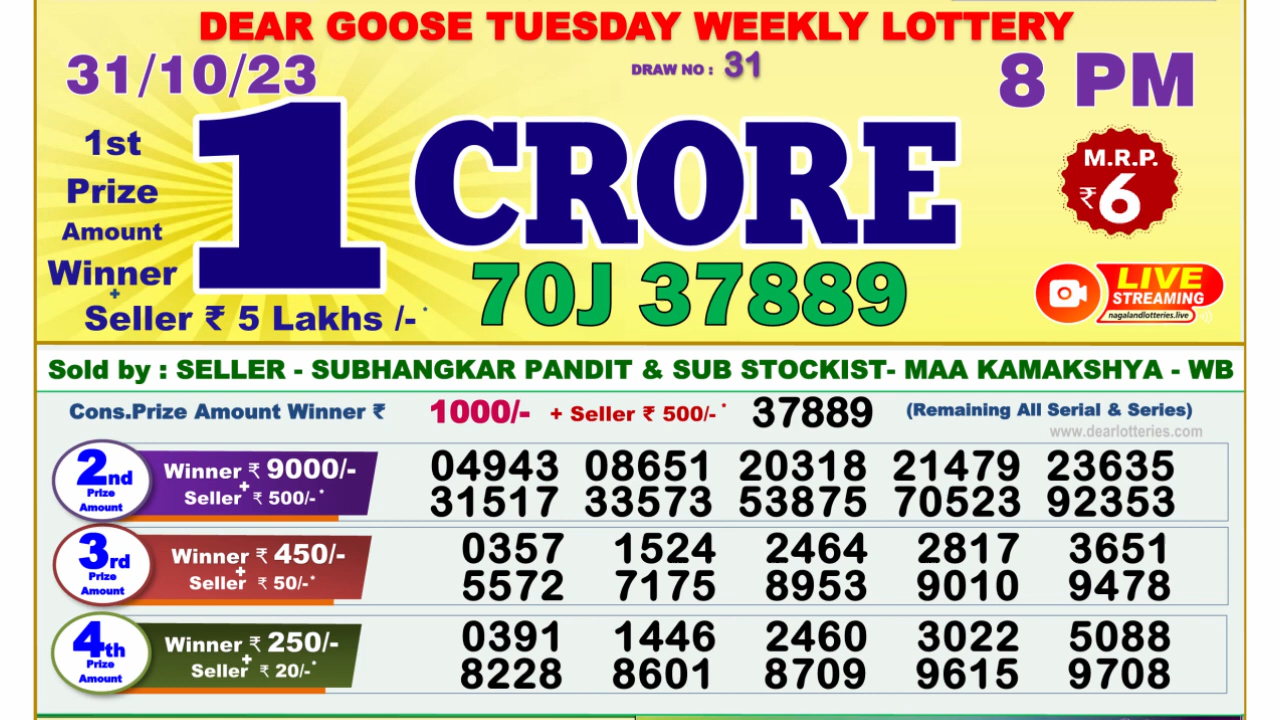 DEAR GOOSE TUESDAY WEEKLY LOTTERY
31/10/23
DRAW NO : 31
8 PM
1st
Prize
Amount
Winner
+
Seller ₹ 5 Lakhs /-*
1 CRORE
70J 37889
M.R.P.
₹6
LIVE
STREAMING
nagalandlotteries.live
Sold by : SELLER - SUBHANGKAR PANDIT & SUB STOCKIST- MAA KAMAKSHYA - WB
Cons.Prize Amount Winner ₹ 1000/- + Seller ₹ 500/-* 37889 (Remaining All Serial & Series)
www.dearlotteries.com
2nd
Prize
Amount
Winner ₹ 9000/-
+
Seller ₹ 500/-*
04943 08651 20318 21479 23635
31517 33573 53875 70523 92353
3rd
Prize
Amount
Winner ₹ 450/-
+
Seller ₹ 50/-*
0357 1524 2464 2817 3651
5572 7175 8953 9010 9478
4th
Prize
Amount
Winner ₹ 250/-
+
Seller ₹ 20/-*
0391 1446 2460 3022 5088
8228 8601 8709 9615 9708